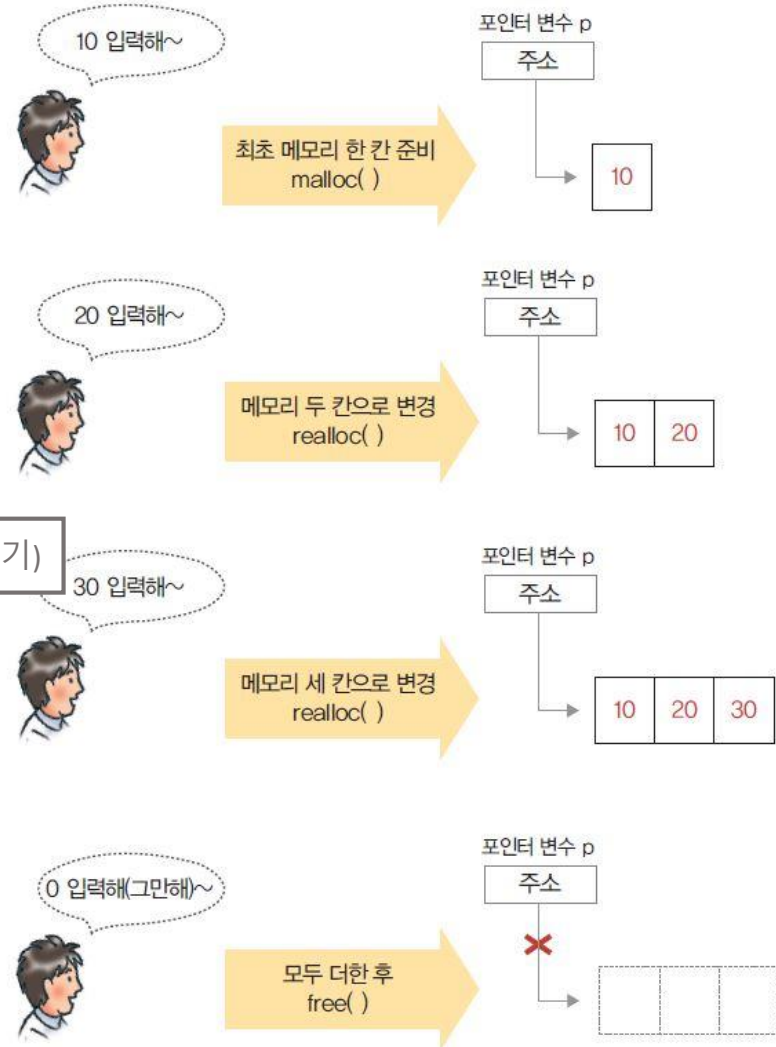 10 입력해~
포인터 변수 p
주소
최초 메모리 한 칸 준비
malloc( )
10
20 입력해~
포인터 변수 p
주소
메모리 두 칸으로 변경
realloc( )
10 20
기)
30 입력해~
포인터 변수 p
주소
메모리 세 칸으로 변경
realloc( )
10 20 30
0 입력해(그만해)~
포인터 변수 p
주소
모두 더한 후
free( )